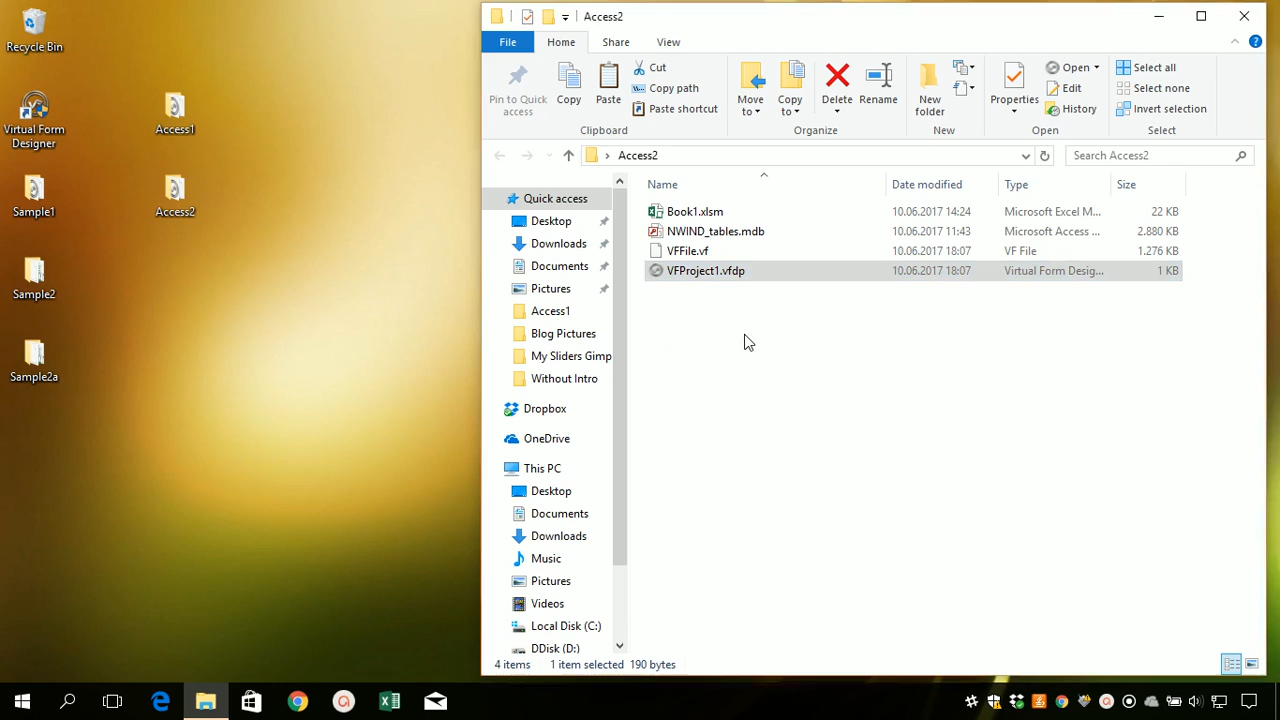 Recycle Bin
Virtual Form
Designer
Sample1
Sample2
Sample2a
Access1
Access2
Access2
File Home Share View
Pin to Quick
access
Copy
Paste
Cut
Copy path
Paste shortcut
Clipboard
Move
to
Copy
to
Delete
Rename
Organize
New
folder
New
Properties
Open
Edit
History
Open
Select all
Select none
Invert selection
Select
Access2
Search Access2
Quick access
Desktop
Downloads
Documents
Pictures
Access1
Blog Pictures
My Sliders Gimp
Without Intro
Dropbox
OneDrive
This PC
Desktop
Documents
Downloads
Music
Pictures
Videos
Local Disk (C:)
DDisk (D:)
Name Date modified Type Size
Book1.xlsm 10.06.2017 14:24 Microsoft Excel M... 22 KB
NWIND_tables.mdb 10.06.2017 11:43 Microsoft Access ... 2.880 KB
VFFile.vf 10.06.2017 18:07 VF File 1.276 KB
VFProject1.vfdp 10.06.2017 18:07 Virtual Form Desig... 1 KB
4 items 1 item selected 190 bytes